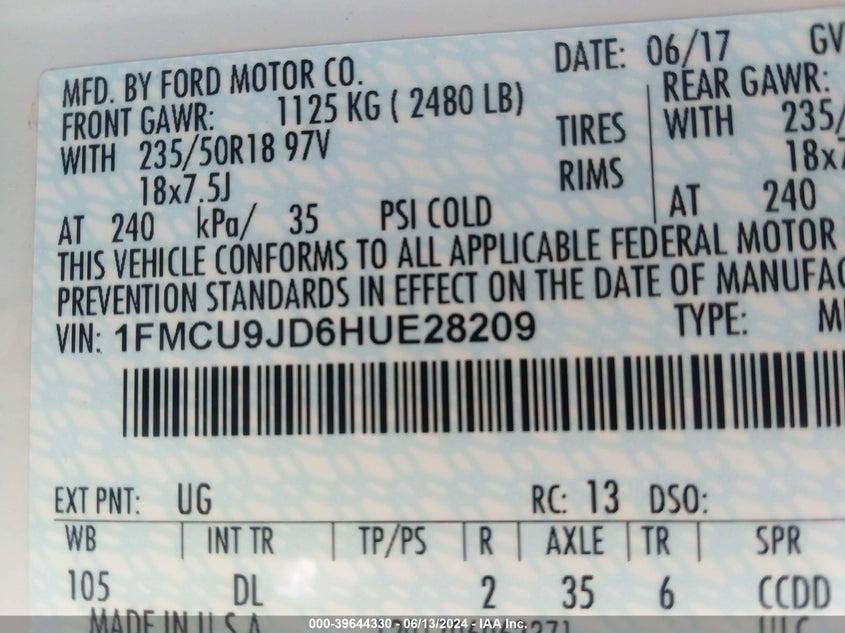 MFD. BY FORD MOTOR CO. DATE: 06/17 GV
FRONT GAWR: 1125 KG ( 2480 LB) REAR GAWR:
WITH 235/50R18 97V TIRES WITH 235/
18x7.5J RIMS 18x7
AT 240 kPa/ 35 PSI COLD AT 240
THIS VEHICLE CONFORMS TO ALL APPLICABLE FEDERAL MOTOR
PREVENTION STANDARDS IN EFFECT ON THE DATE OF MANUFAC
VIN: 1FMCU9JD6HUE28209 TYPE: M
EXT PNT: UG RC: 13 DSO:
WB INT TR TP/PS R AXLE TR SPR
105 DL 2 35 6 CCDD
MADE IN U.S.A.
000-39644330 - 06/13/2024 - IAA Inc.